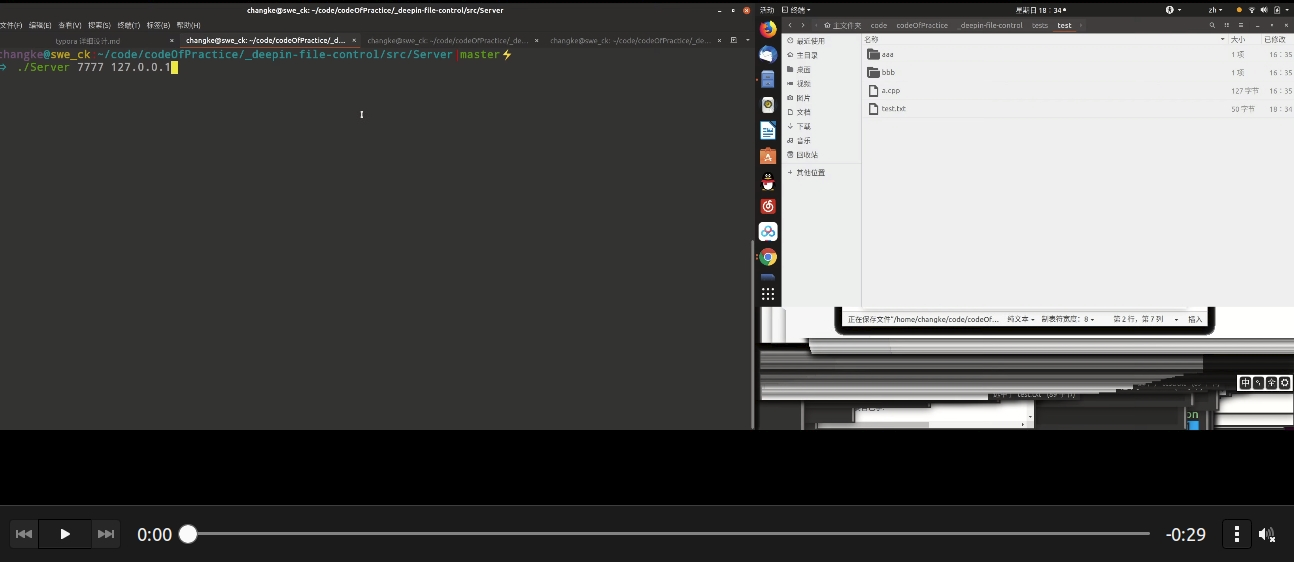 changke@swe_ck: ~/code/codeOfPractice/_deepin-file-control/src/Server
文件(F) 编辑(E) 查看(V) 搜索(S) 终端(T) 标签(B) 帮助(H)
typora 详细设计.md
changke@swe_ck: ~/code/codeOfPractice/_d...
changke@swe_ck: ~/code/codeOfPractice/_de...
changke@swe_ck: ~/code/codeOfPractice/_de...
changke@swe_ck ~/code/codeOfPractice/_deepin-file-control/src/Server master⚡
⇒ ./Server 7777 127.0.0.1
活动 终端 星期日 18：34 zh
主文件夹 code codeOfPractice _deepin-file-control tests test
最近使用
主目录
桌面
视频
图片
文档
下载
音乐
回收站
+ 其他位置
名称 大小 已修改
aaa 1 项 16：35
bbb 1 项 16：35
a.cpp 127 字节 16：35
test.txt 50 字节 18：34
正在保存文件“/home/changke/code/codeOf... 纯文本 制表符宽度：8 第 2 行，第 7 列 插入
中 全
on
0:00 -0:29